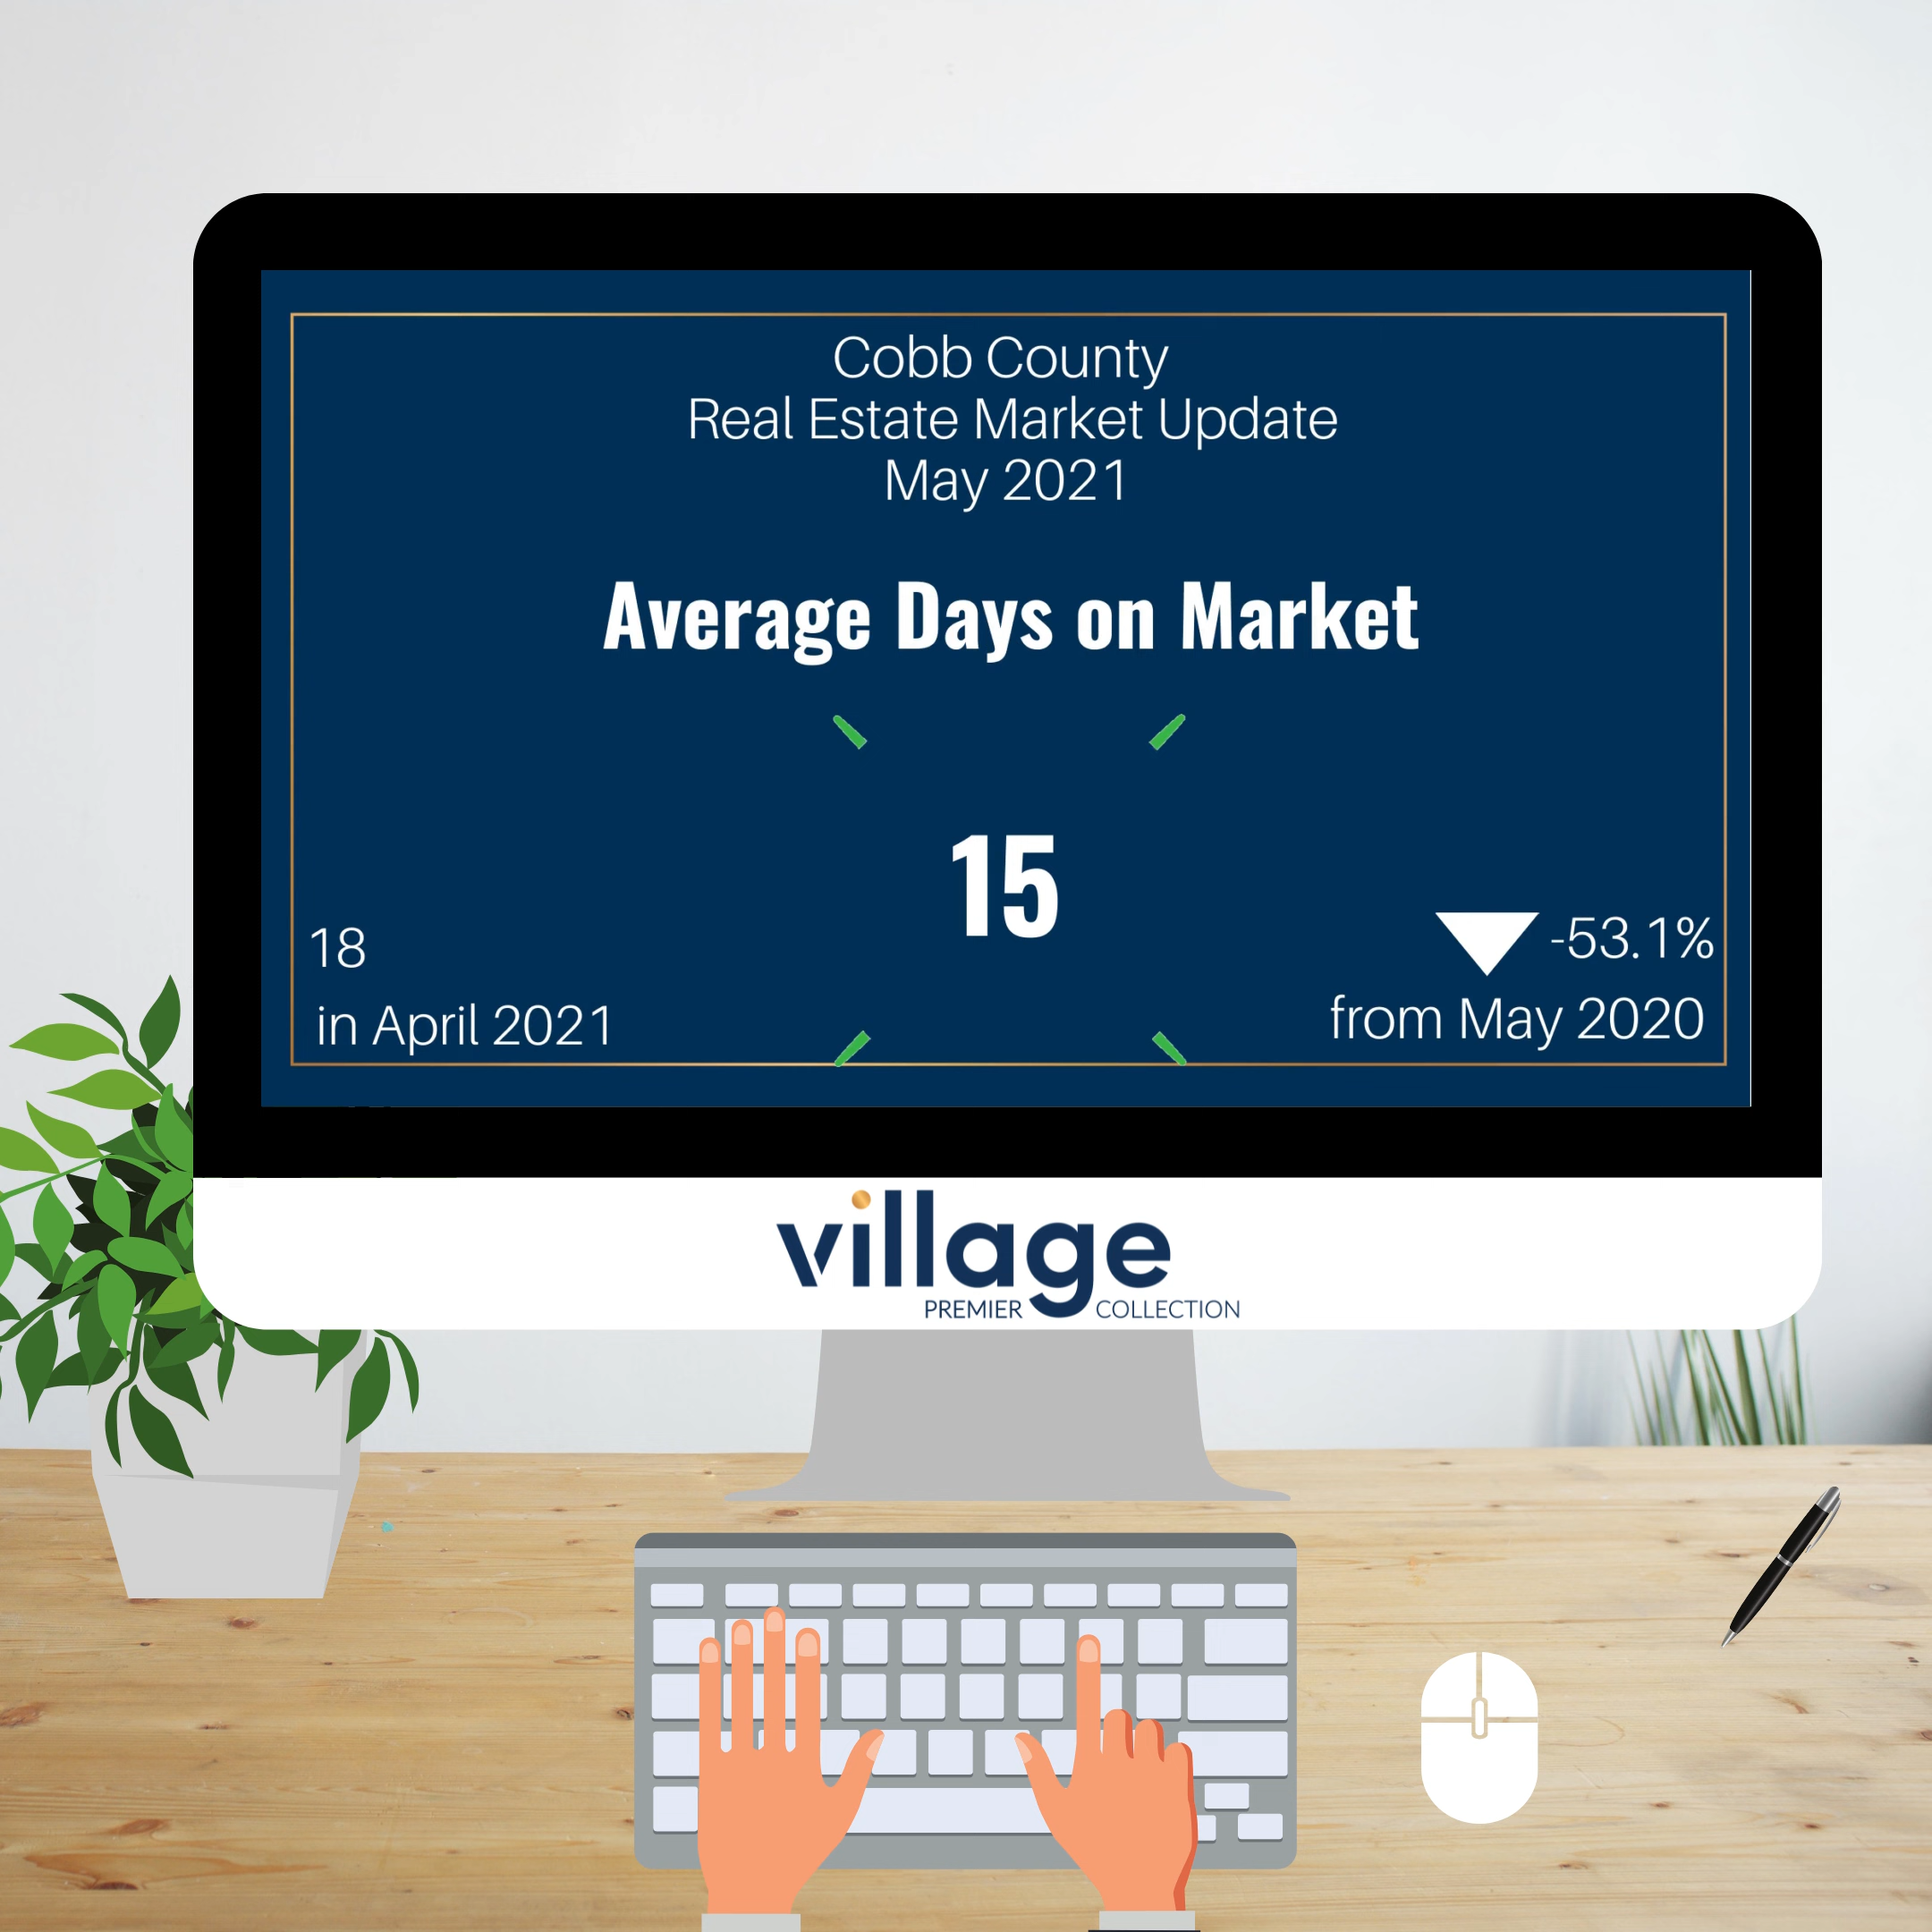 Cobb County
Real Estate Market Update
May 2021
Average Days on Market
15
18
in April 2021
-53.1%
from May 2020
village
PREMIER COLLECTION